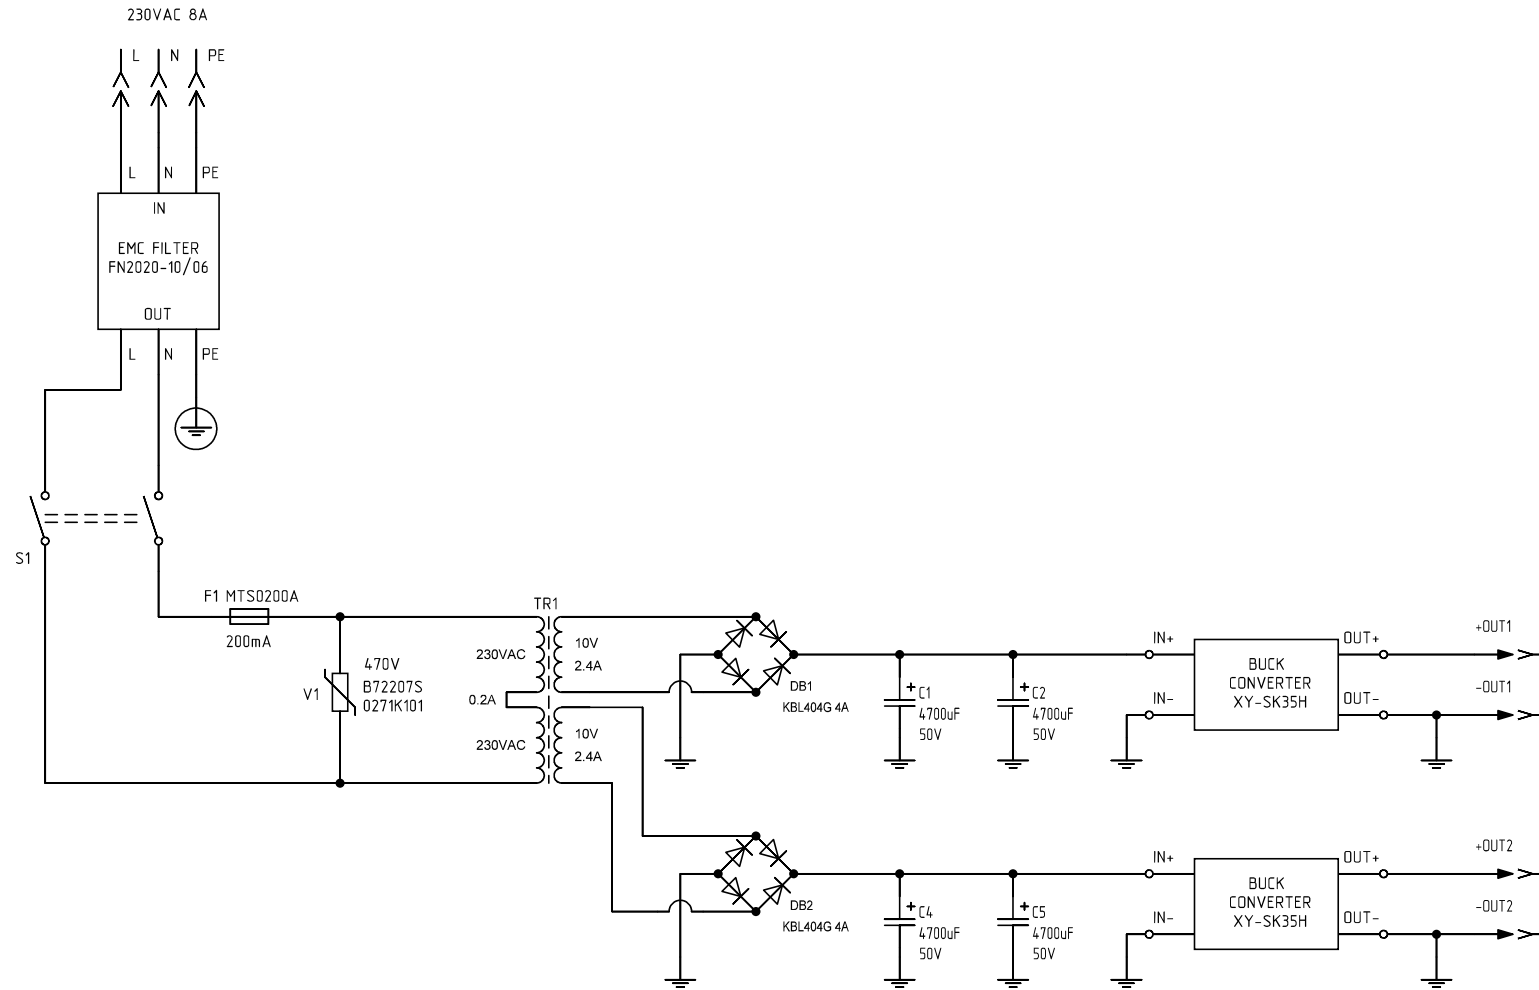 230VAC 8A
L N PE
L N PE
IN
EMC FILTER
FN2020-10/06
OUT
L N PE
S1
F1 MTS0200A
200mA
V1
470V
B72207S
0271K101
TR1
230VAC
0.2A
230VAC
10V
2.4A
10V
2.4A
DB1
KBL404G 4A
+ C1
4700uF
50V
+ C2
4700uF
50V
IN+
IN-
BUCK
CONVERTER
XY-SK35H
OUT+
OUT-
+OUT1
-OUT1
DB2
KBL404G 4A
+ C4
4700uF
50V
+ C5
4700uF
50V
IN+
IN-
BUCK
CONVERTER
XY-SK35H
OUT+
OUT-
+OUT2
-OUT2